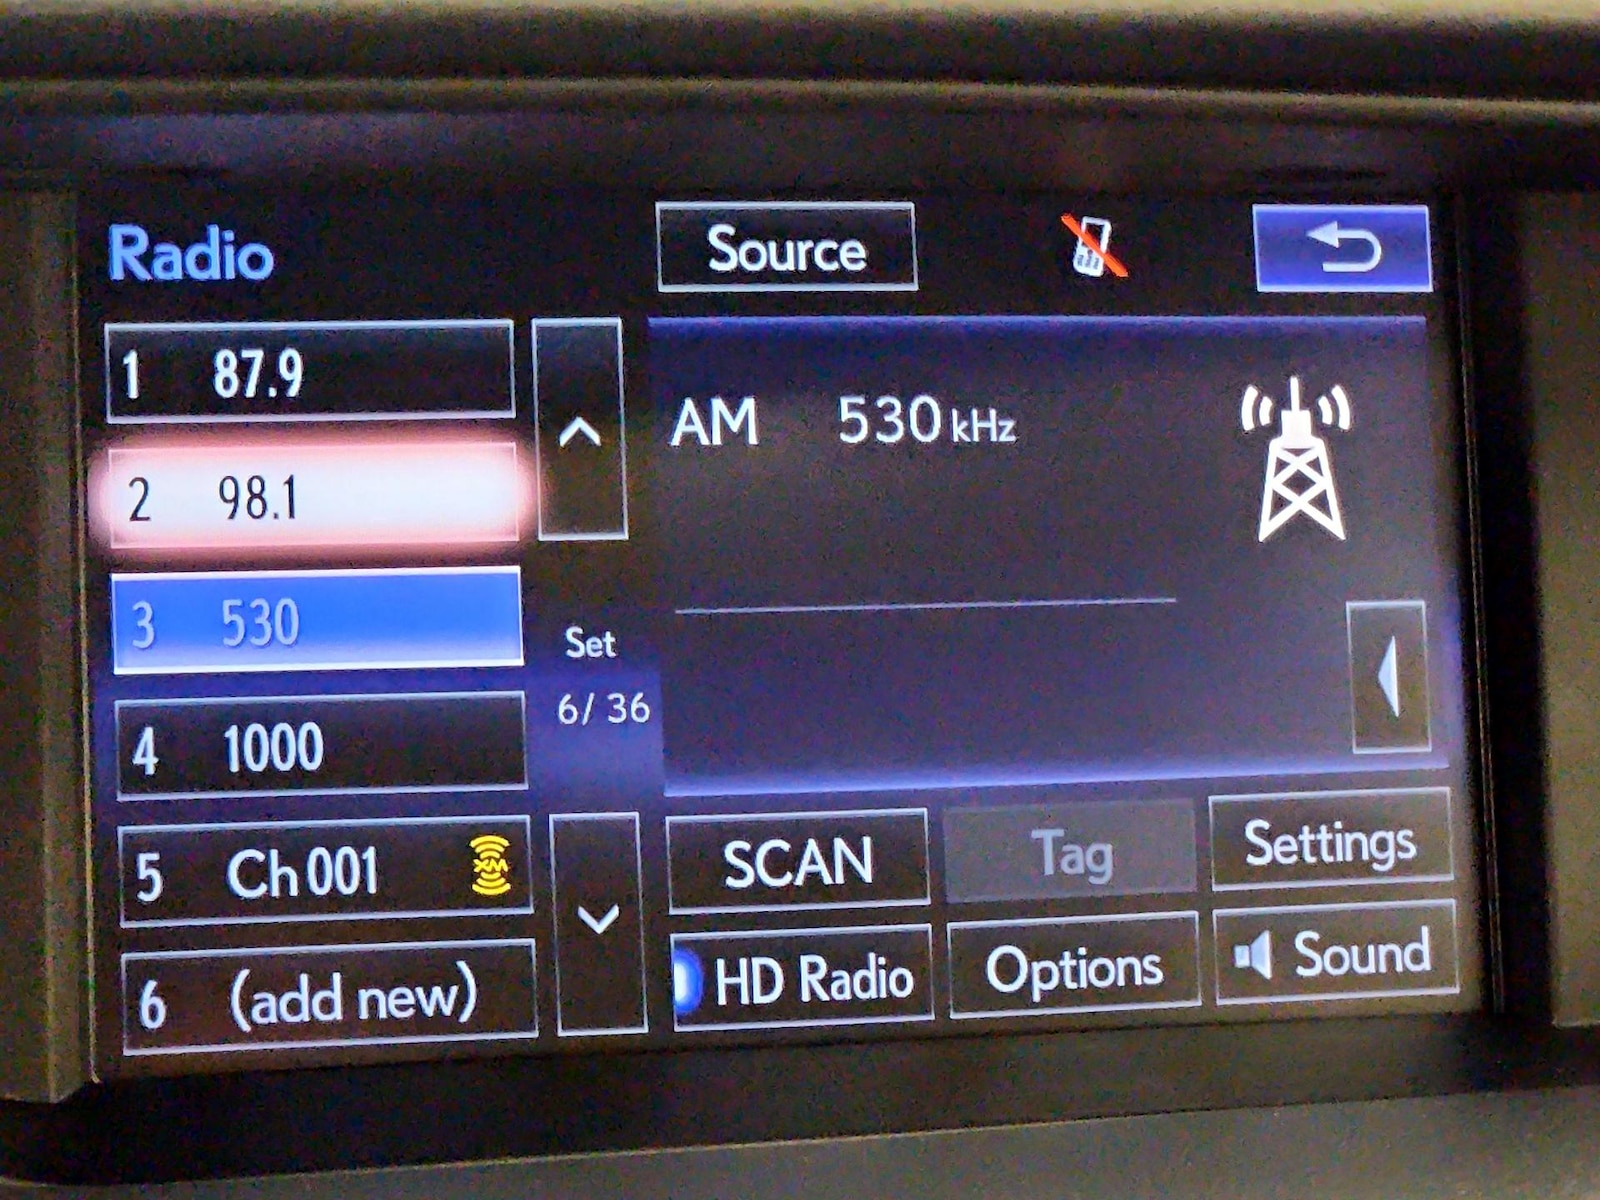 Radio
Source
1 87.9
2 98.1
3 530
4 1000
5 Ch 001 XM
6 (add new)
Set
6/ 36
AM 530 kHz
SCAN
Tag
Settings
HD Radio
Options
Sound